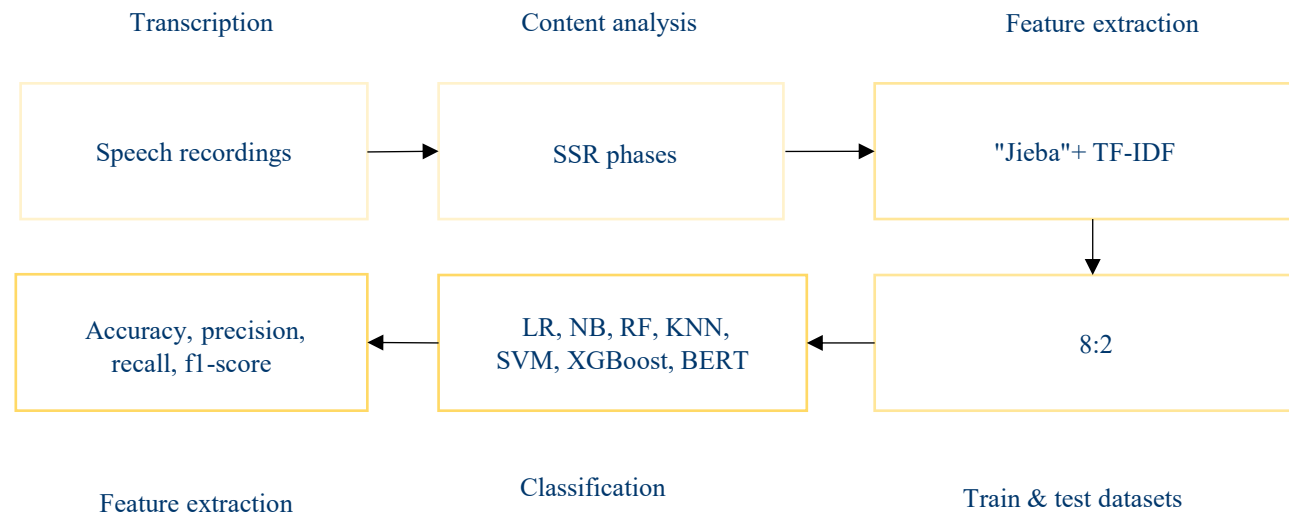 Transcription
Content analysis
Feature extraction
Speech recordings
SSR phases
"Jieba"+ TF-IDF
Accuracy, precision,
recall, f1-score
LR, NB, RF, KNN,
SVM, XGBoost, BERT
8:2
Feature extraction
Classification
Train & test datasets